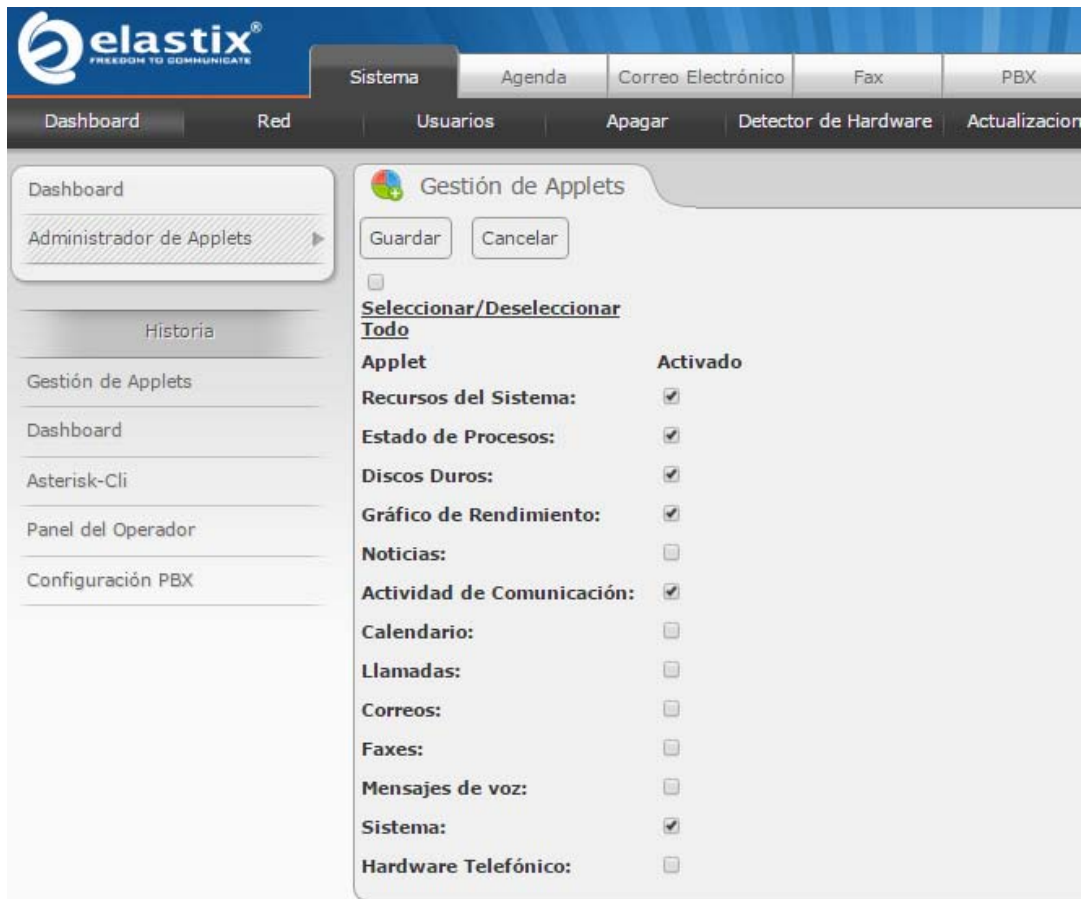 elastix®
FREEDOM TO COMMUNICATE
Sistema Agenda Correo Electrónico Fax PBX
Dashboard Red Usuarios Apagar Detector de Hardware Actualizacion
Dashboard
Administrador de Applets
Historia
Gestión de Applets
Dashboard
Asterisk-Cli
Panel del Operador
Configuración PBX
Gestión de Applets
Guardar Cancelar
Seleccionar/Deseleccionar
Todo
Applet Activado
Recursos del Sistema:
Estado de Procesos:
Discos Duros:
Gráfico de Rendimiento:
Noticias:
Actividad de Comunicación:
Calendario:
Llamadas:
Correos:
Faxes:
Mensajes de voz:
Sistema:
Hardware Telefónico: